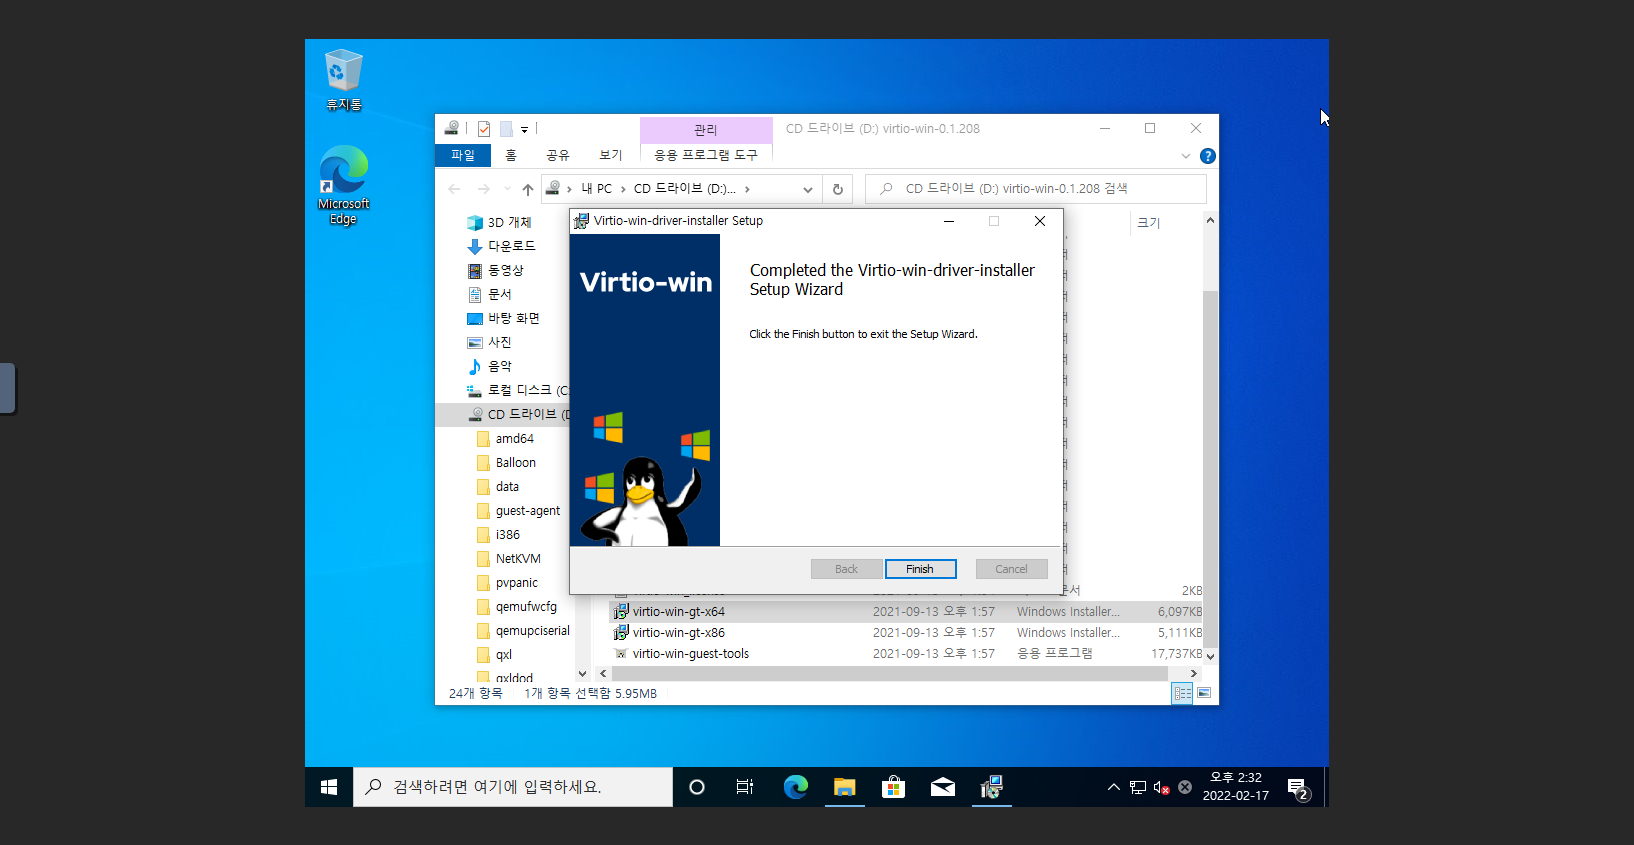 휴지통
Microsoft
Edge
관리
CD 드라이브 (D:) virtio-win-0.1.208
파일
홈
공유
보기
응용 프로그램 도구
내 PC
CD 드라이브 (D:)...
CD 드라이브 (D:) virtio-win-0.1.208 검색
3D 개체
다운로드
동영상
문서
바탕 화면
사진
음악
로컬 디스크 (C:
CD 드라이브 (D
amd64
Balloon
data
guest-agent
i386
NetKVM
pvpanic
qemufwcfg
qemupciserial
qxl
qxldod
크기
Virtio-win-driver-installer Setup
Virtio-win
Completed the Virtio-win-driver-installer
Setup Wizard
Click the Finish button to exit the Setup Wizard.
Back
Finish
Cancel
문서 2KB
virtio-win-gt-x64 2021-09-13 오후 1:57 Windows Installer... 6,097KB
virtio-win-gt-x86 2021-09-13 오후 1:57 Windows Installer... 5,111KB
virtio-win-guest-tools 2021-09-13 오후 1:57 응용 프로그램 17,737KB
24개 항목
1개 항목 선택함 5.95MB
검색하려면 여기에 입력하세요.
오후 2:32
2022-02-17
2